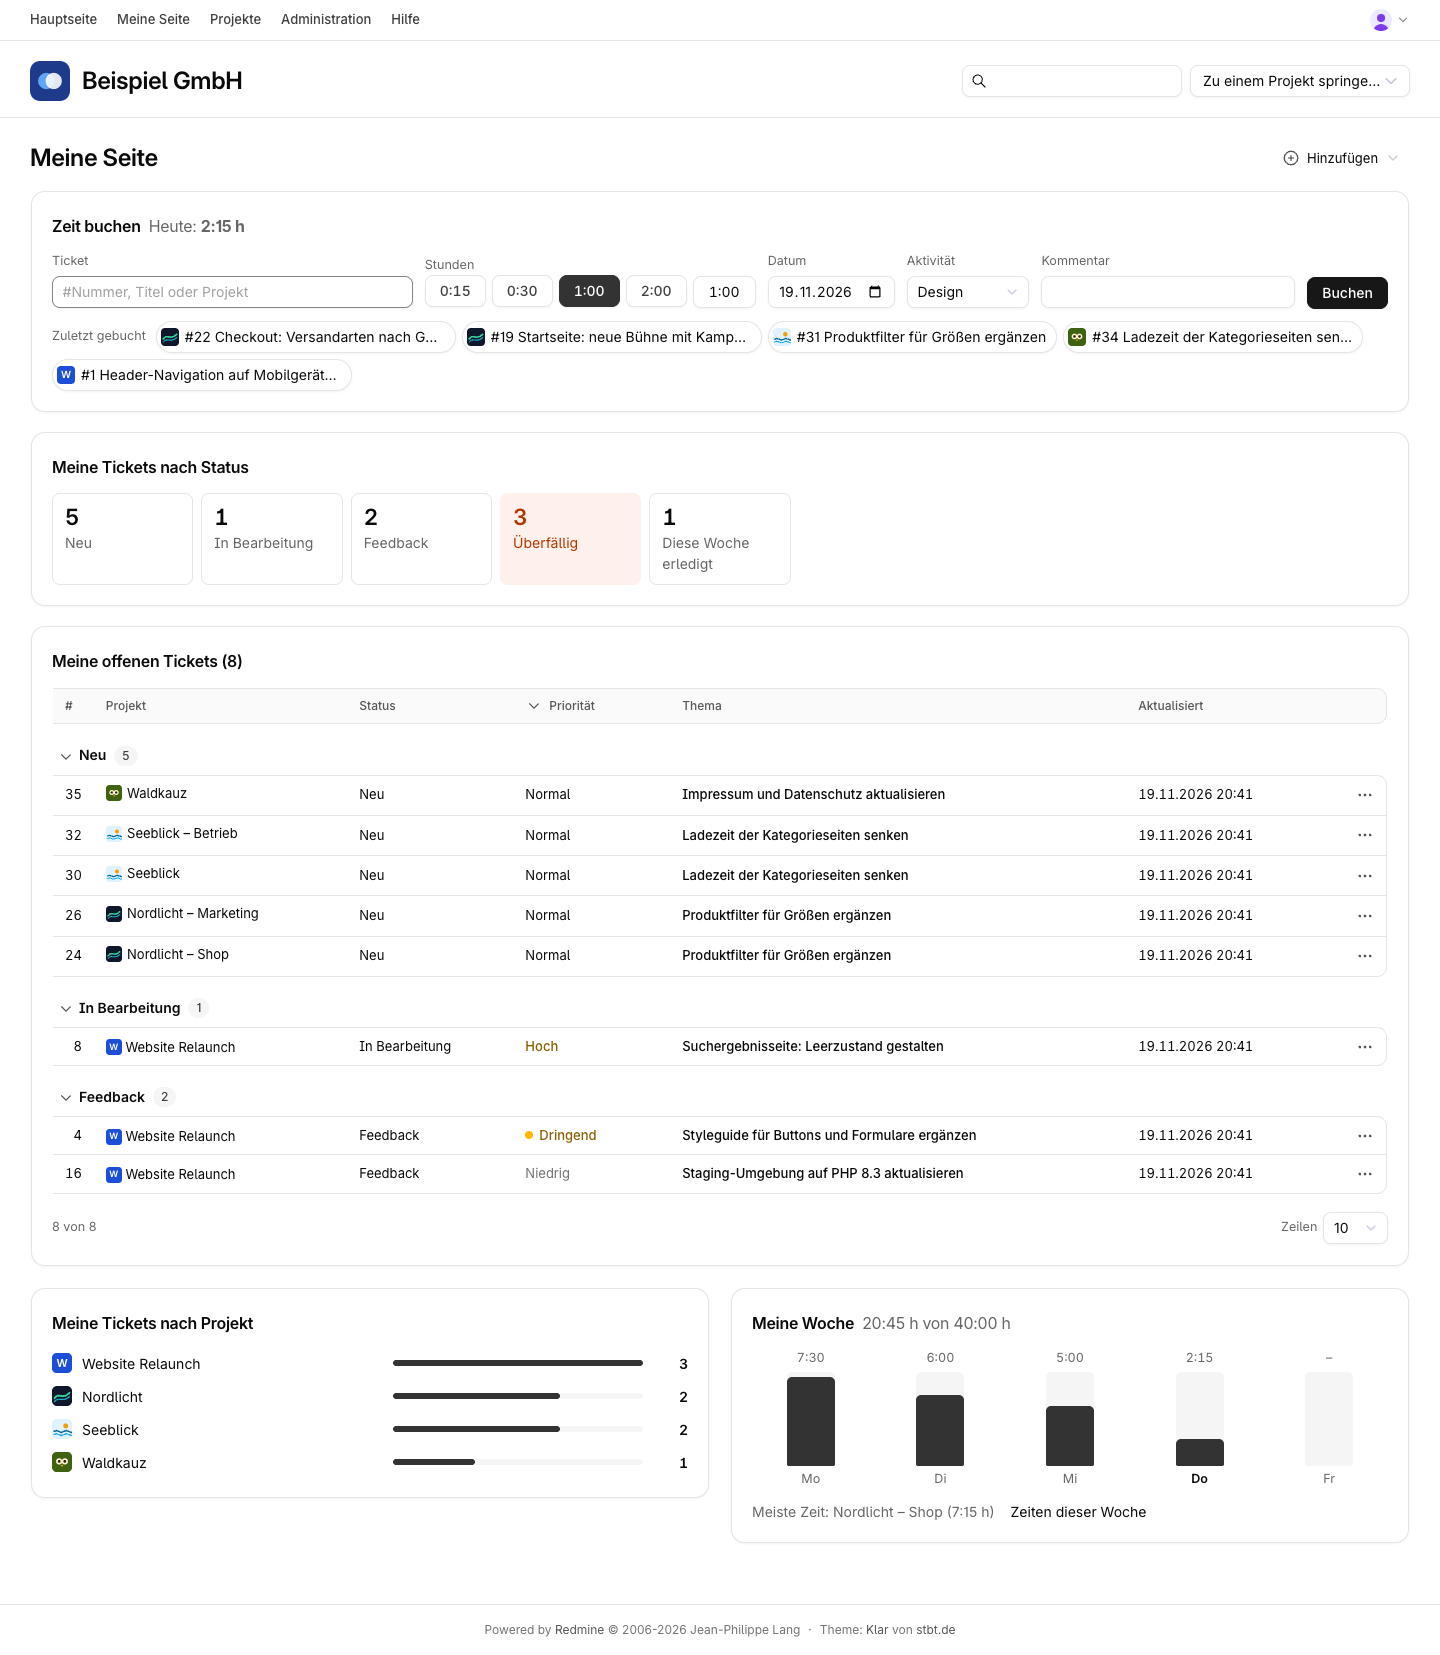 Hauptseite Meine Seite Projekte Administration Hilfe
Beispiel GmbH
Zu einem Projekt springe...
Meine Seite
Hinzufügen
Zeit buchen Heute: 2:15 h
Ticket Stunden Datum Aktivität Kommentar
#Nummer, Titel oder Projekt 0:15 0:30 1:00 2:00 1:00 19.11.2026 Design Buchen
Zuletzt gebucht #22 Checkout: Versandarten nach G... #19 Startseite: neue Bühne mit Kamp... #31 Produktfilter für Größen ergänzen #34 Ladezeit der Kategorieseiten sen...
W #1 Header-Navigation auf Mobilgerät...
Meine Tickets nach Status
5 1 2 3 1
Neu In Bearbeitung Feedback Überfällig Diese Woche
erledigt
Meine offenen Tickets (8)
# Projekt Status Priorität Thema Aktualisiert
Neu 5
35 Waldkauz Neu Normal Impressum und Datenschutz aktualisieren 19.11.2026 20:41
32 Seeblick – Betrieb Neu Normal Ladezeit der Kategorieseiten senken 19.11.2026 20:41
30 Seeblick Neu Normal Ladezeit der Kategorieseiten senken 19.11.2026 20:41
26 Nordlicht – Marketing Neu Normal Produktfilter für Größen ergänzen 19.11.2026 20:41
24 Nordlicht – Shop Neu Normal Produktfilter für Größen ergänzen 19.11.2026 20:41
In Bearbeitung 1
8 W Website Relaunch In Bearbeitung Hoch Suchergebnisseite: Leerzustand gestalten 19.11.2026 20:41
Feedback 2
4 W Website Relaunch Feedback Dringend Styleguide für Buttons und Formulare ergänzen 19.11.2026 20:41
16 W Website Relaunch Feedback Niedrig Staging-Umgebung auf PHP 8.3 aktualisieren 19.11.2026 20:41
8 von 8 Zeilen 10
Meine Tickets nach Projekt
W Website Relaunch 3
Nordlicht 2
Seeblick 2
Waldkauz 1
Meine Woche 20:45 h von 40:00 h
7:30 6:00 5:00 2:15 –
Mo Di Mi Do Fr
Meiste Zeit: Nordlicht – Shop (7:15 h) Zeiten dieser Woche
Powered by Redmine © 2006-2026 Jean-Philippe Lang · Theme: Klar von stbt.de